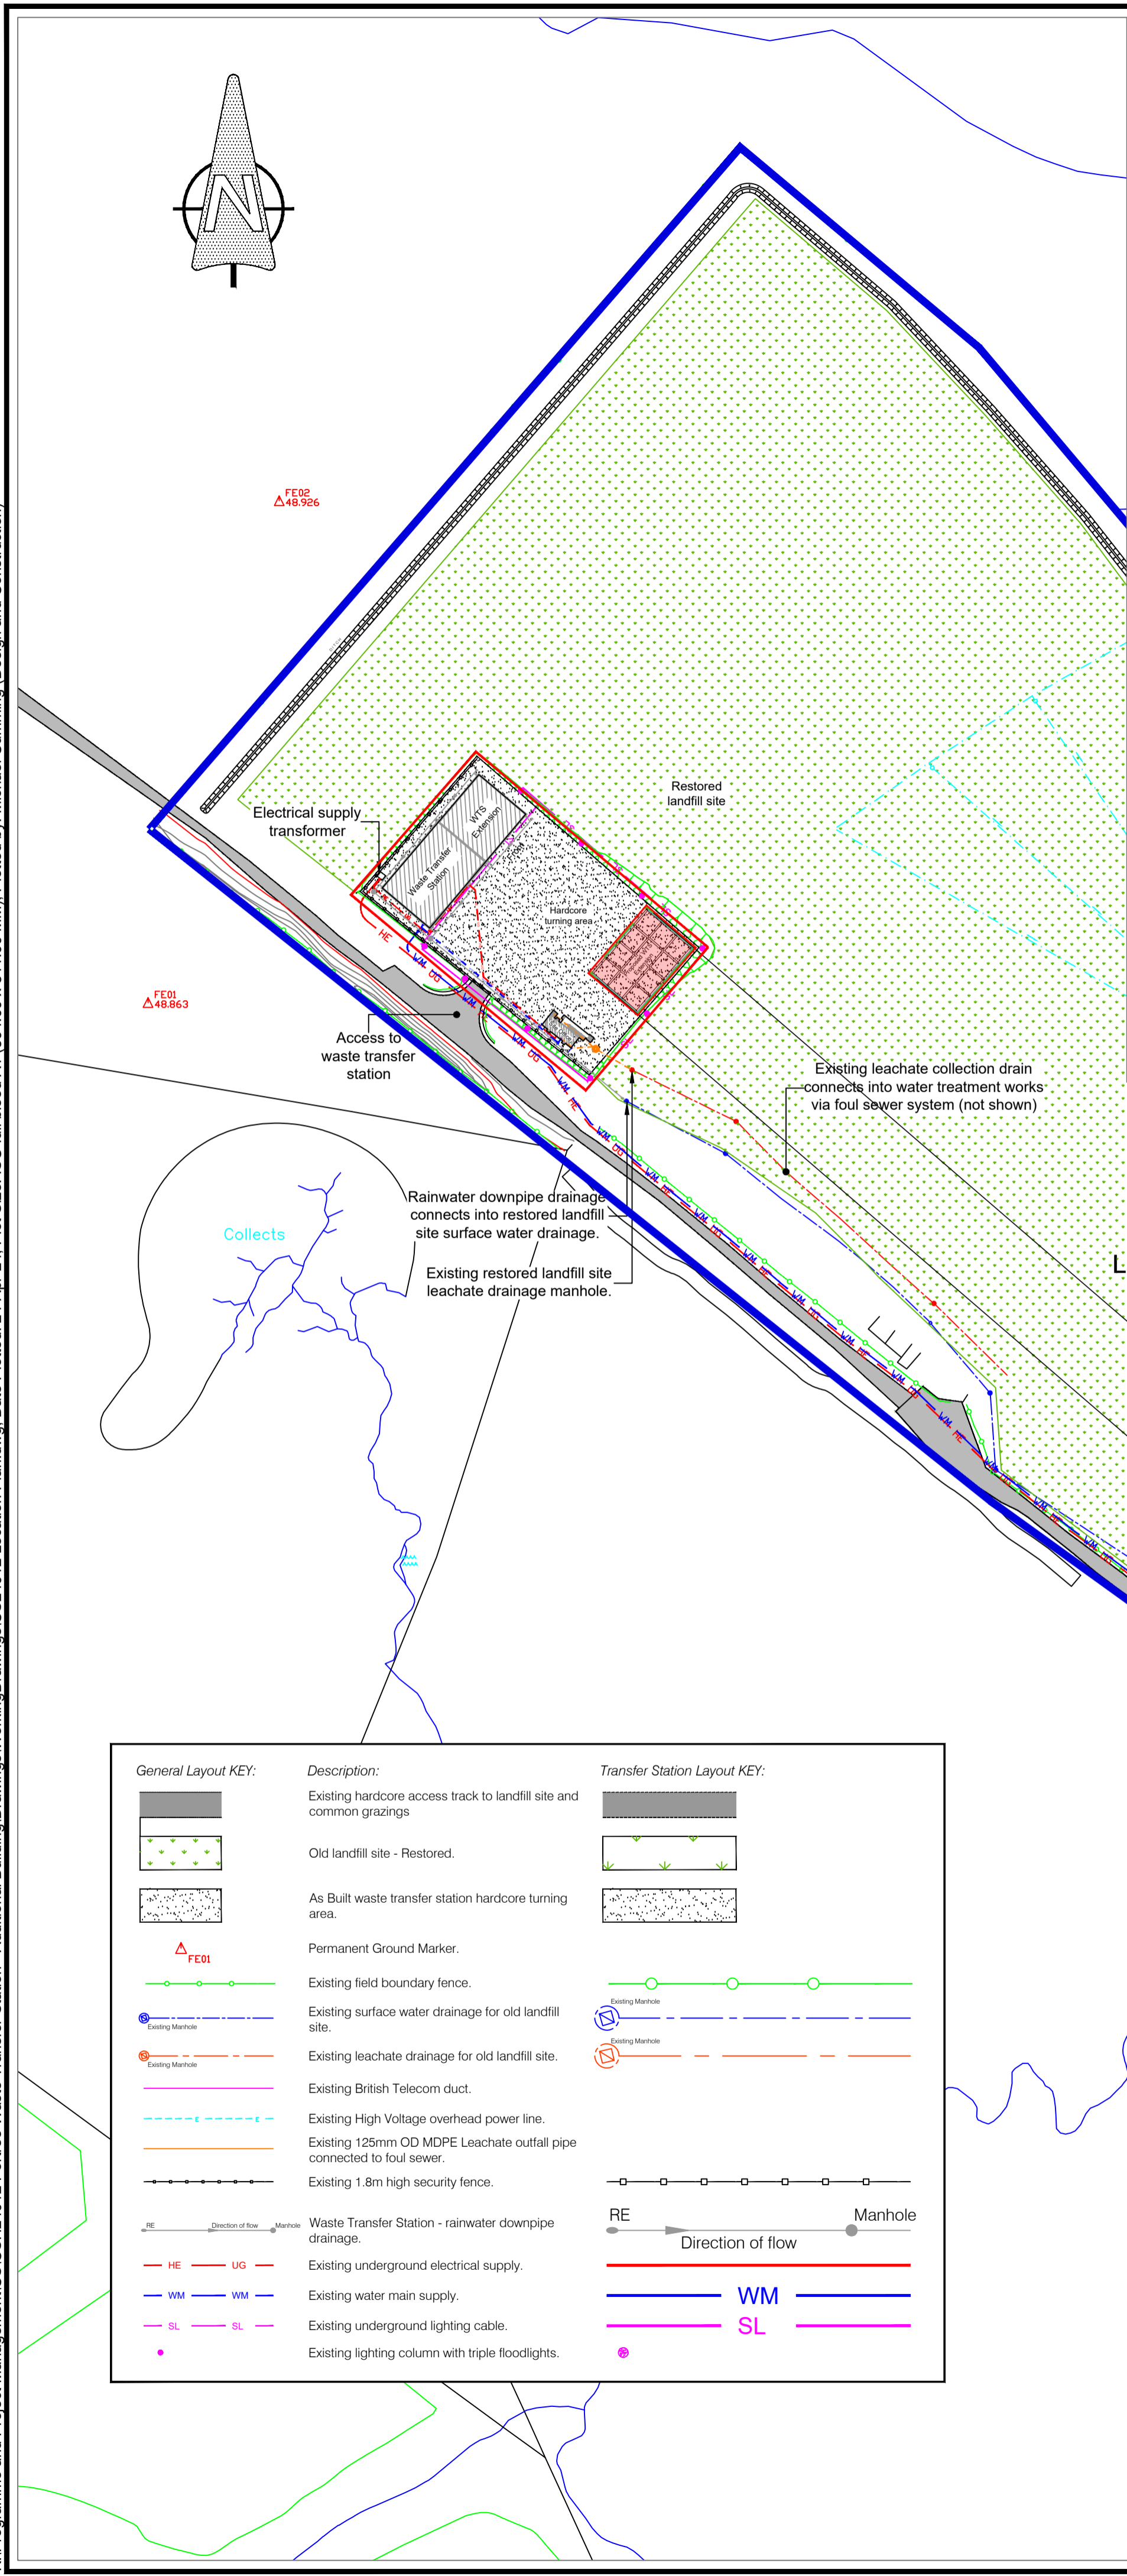 N
FE02
48.926
Restored
landfill site
Electrical supply
transformer
WTS
Extension
Waste Transfer
Station
Front
Hardcore
turning area
HE
WM
UG
WM
FE01
48.863
Access to
waste transfer
station
Existing leachate collection drain
connects into water treatment works
via foul sewer system (not shown)
Rainwater downpipe drainage
connects into restored landfill
site surface water drainage.
Collects
Existing restored landfill site
leachate drainage manhole.
L
General Layout KEY:
Description:
Transfer Station Layout KEY:
Existing hardcore access track to landfill site and
common grazings
Old landfill site - Restored.
As Built waste transfer station hardcore turning
area.
FE01
Permanent Ground Marker.
Existing field boundary fence.
Existing Manhole
Existing surface water drainage for old landfill
site.
Existing Manhole
Existing Manhole
Existing leachate drainage for old landfill site.
Existing Manhole
Existing British Telecom duct.
E E
Existing High Voltage overhead power line.
Existing 125mm OD MDPE Leachate outfall pipe
connected to foul sewer.
Existing 1.8m high security fence.
RE Direction of flow Manhole
Waste Transfer Station - rainwater downpipe
drainage.
RE Manhole
Direction of flow
HE UG
Existing underground electrical supply.
WM WM
Existing water main supply.
WM
SL SL
Existing underground lighting cable.
SL
Existing lighting column with triple floodlights.